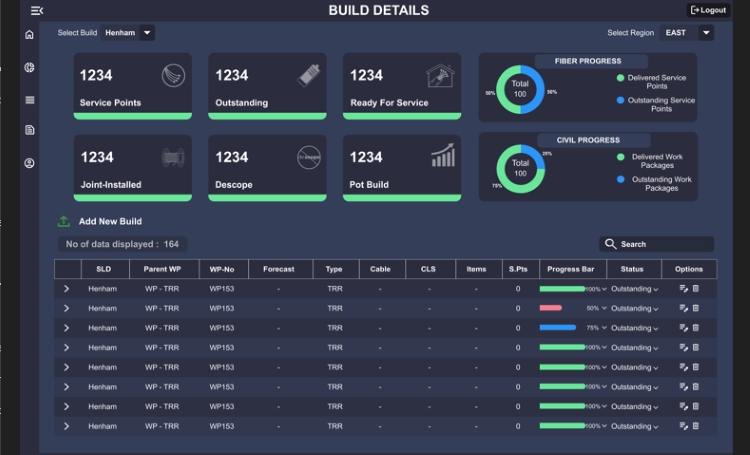 BUILD DETAILS
Logout
Select Build Henham
Select Region EAST
1234
Service Points
1234
Outstanding
1234
Ready For Service
FIBER PROGRESS
Total
100
50%
50%
Delivered Service
Points
Outstanding Service
Points
1234
Joint-Installed
1234
Descope
1234
Pot Build
CIVIL PROGRESS
Total
100
25%
75%
Delivered Work
Packages
Outstanding Work
Packages
Add New Build
No of data displayed : 164
Search
SLD Parent WP WP-No Forecast Type Cable CLS Items S.Pts Progress Bar Status Options
Henham WP - TRR WP153 - TRR - - - 0 100% Outstanding
Henham WP - TRR WP153 - TRR - - - 0 50% Outstanding
Henham WP - TRR WP153 - TRR - - - 0 75% Outstanding
Henham WP - TRR WP153 - TRR - - - 0 100% Outstanding
Henham WP - TRR WP153 - TRR - - - 0 100% Outstanding
Henham WP - TRR WP153 - TRR - - - 0 100% Outstanding
Henham WP - TRR WP153 - TRR - - - 0 100% Outstanding
Henham WP - TRR WP153 - TRR - - - 0 100% Outstanding